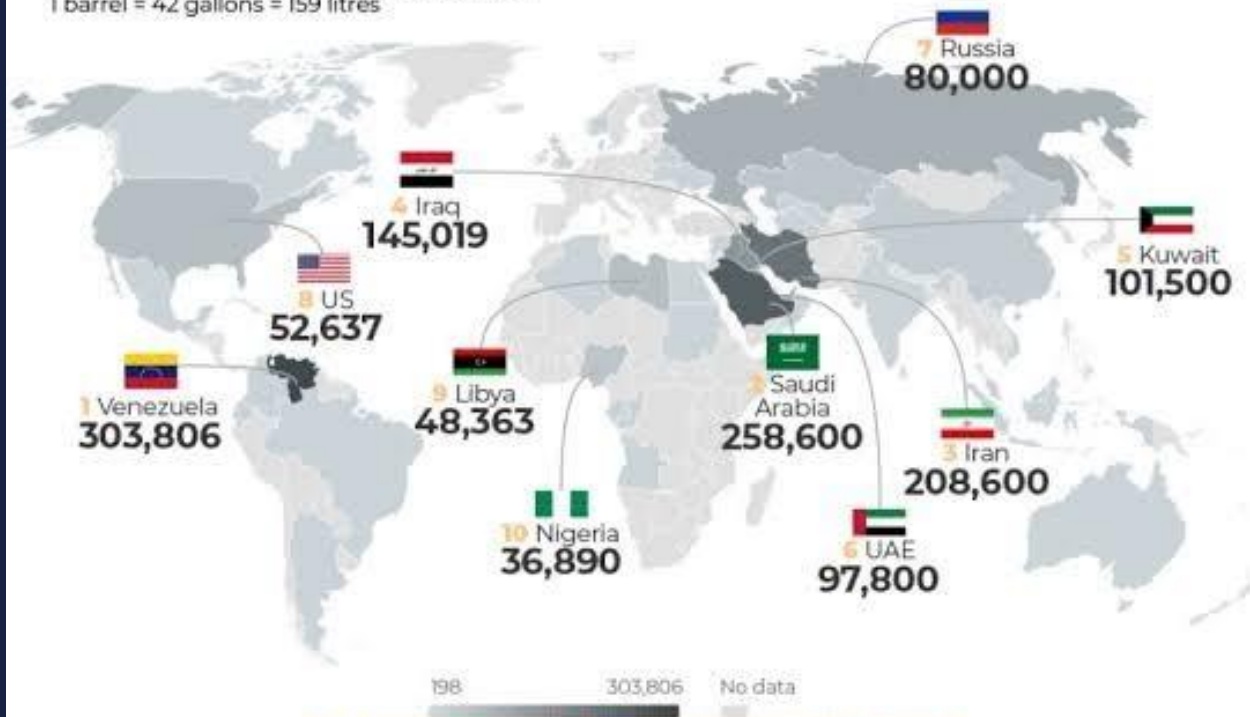 1 barrel = 42 gallons = 159 litres
7 Russia
80,000
4 Iraq
145,019
5 Kuwait
101,500
8 US
52,637
1 Venezuela
303,806
9 Libya
48,363
2 Saudi
Arabia
258,600
3 Iran
208,600
10 Nigeria
36,890
6 UAE
97,800
198 303,806 No data